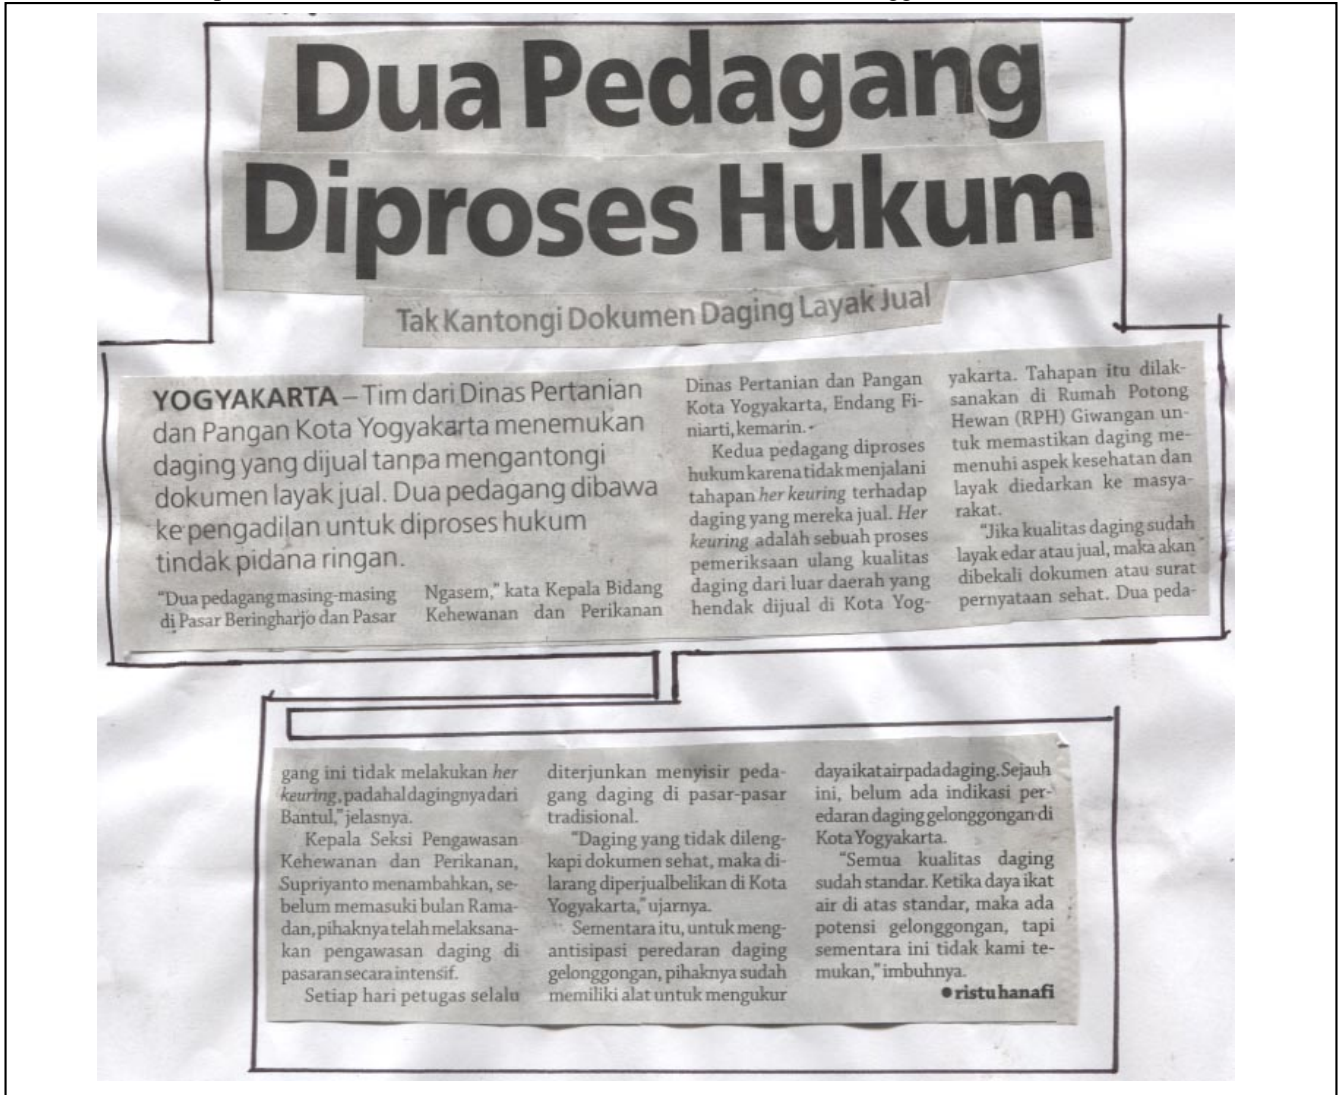 Dua Pedagang
Diproses Hukum
Tak Kantongi Dokumen Daging Layak Jual
YOGYAKARTA – Tim dari Dinas Pertanian
dan Pangan Kota Yogyakarta menemukan
daging yang dijual tanpa mengantongi
dokumen layak jual. Dua pedagang dibawa
ke pengadilan untuk diproses hukum
tindak pidana ringan.
"Dua pedagang masing-masing
di Pasar Beringharjo dan Pasar
Ngasem," kata Kepala Bidang
Kehewanan dan Perikanan
Dinas Pertanian dan Pangan
Kota Yogyakarta, Endang Fi-
niarti, kemarin.
Kedua pedagang diproses
hukum karena tidak menjalani
tahapan her keuring terhadap
daging yang mereka jual. Her
keuring adalah sebuah proses
pemeriksaan ulang kualitas
daging dari luar daerah yang
hendak dijual di Kota Yog-
yakarta. Tahapan itu dilak-
sanakan di Rumah Potong
Hewan (RPH) Giwangan un-
tuk memastikan daging me-
menuhi aspek kesehatan dan
layak diedarkan ke masya-
rakat.
"Jika kualitas daging sudah
layak edar atau jual, maka akan
dibekali dokumen atau surat
pernyataan sehat. Dua peda-
gang ini tidak melakukan her
keuring, padahal dagingnya dari
Bantul," jelasnya.
Kepala Seksi Pengawasan
Kehewanan dan Perikanan,
Supriyanto menambahkan, se-
belum memasuki bulan Rama-
dan, pihaknya telah melaksana-
kan pengawasan daging di
pasaran secara intensif.
Setiap hari petugas selalu
diterjunkan menyisir peda-
gang daging di pasar-pasar
tradisional.
"Daging yang tidak dileng-
kapi dokumen sehat, maka di-
larang diperjualbelikan di Kota
Yogyakarta," ujarnya.
Sementara itu, untuk meng-
antisipasi peredaran daging
gelonggongan, pihaknya sudah
memiliki alat untuk mengukur
daya ikat air pada daging. Sejauh
ini, belum ada indikasi per-
edaran daging gelonggongan di
Kota Yogyakarta.
"Semua kualitas daging
sudah standar. Ketika daya ikat
air di atas standar, maka ada
potensi gelonggongan, tapi
sementara ini tidak kami te-
mukan," imbuhnya.
● ristu hanafi